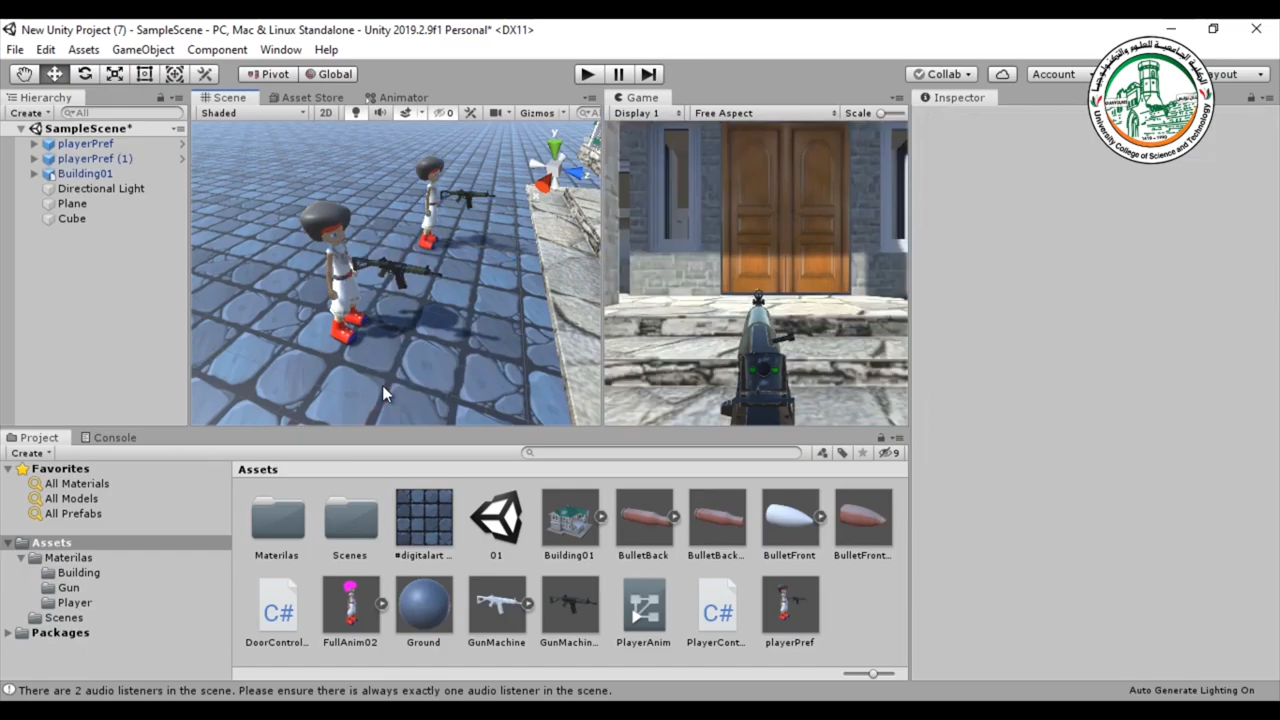 New Unity Project (7) - SampleScene - PC, Mac & Linux Standalone - Unity 2019.2.9f1 Personal* <DX11>
File Edit Assets GameObject Component Window Help
Pivot Global Collab Account ayout
Hierarchy Scene Asset Store Animator Game Inspector
Create All Shaded 2D 0 Gizmos All Display 1 Free Aspect Scale
SampleScene*
playerPref
playerPref (1)
Building01
Directional Light
Plane
Cube
University College of Science and Technology
Project Console
Create 9
Favorites
All Materials
All Models
All Prefabs
Assets
Materilas
Building
Gun
Player
Scenes
Packages
Assets
Materilas Scenes #digitalart ... 01 Building01 BulletBack BulletBack... BulletFront BulletFront...
DoorControl... FullAnim02 Ground GunMachine GunMachin... PlayerAnim PlayerCont... playerPref
There are 2 audio listeners in the scene. Please ensure there is always exactly one audio listener in the scene.
Auto Generate Lighting On